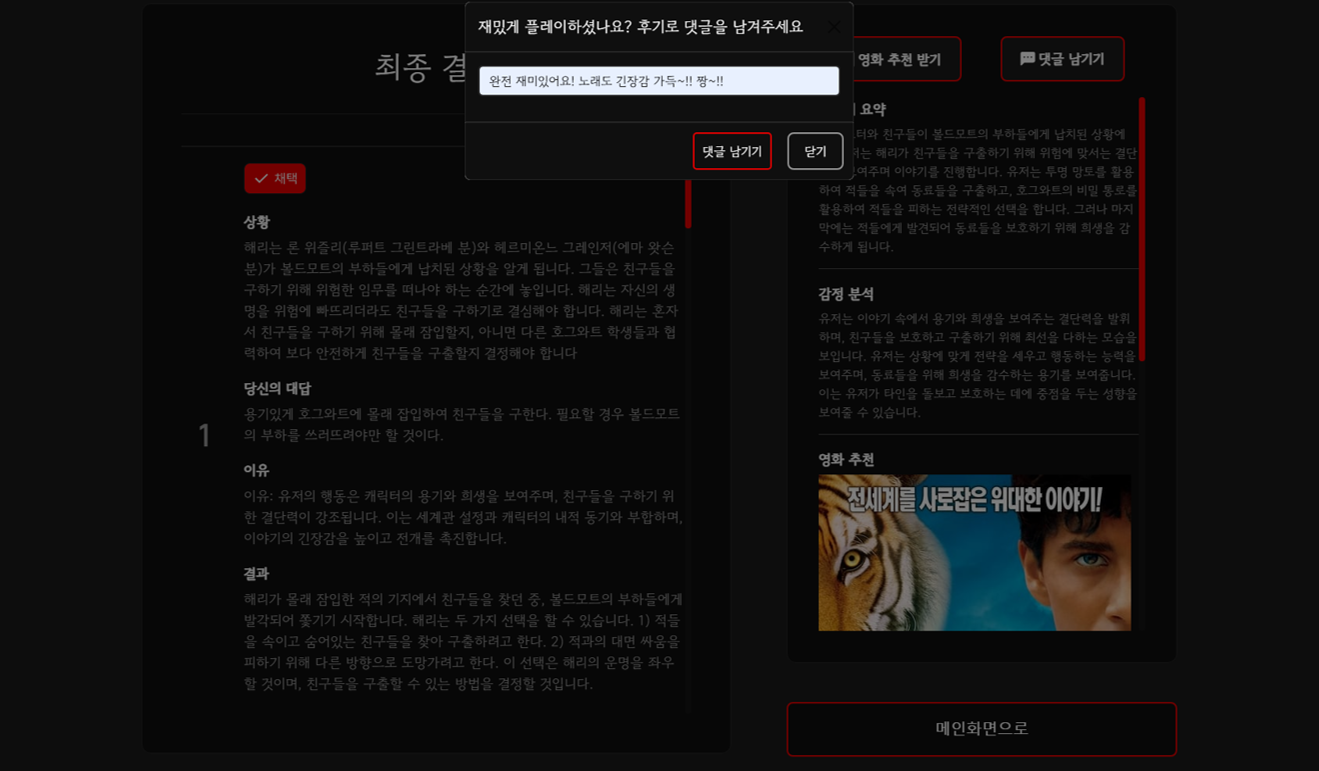 재밌게 플레이하셨나요? 후기로 댓글을 남겨주세요
완전 재미있어요! 노래도 긴장감 가득~!! 짱~!!
댓글 남기기
닫기
최종 결
채택
1
상황
해리는 론 위즐리(루퍼트 그린트라베 분)와 헤르미온느 그레인저(에마 왓슨
분)가 볼드모트의 부하들에게 납치된 상황을 알게 됩니다. 그들은 친구들을
구하기 위해 위험한 임무를 떠나야 하는 순간에 놓입니다. 해리는 자신의 생
명을 위험에 빠뜨리더라도 친구들을 구하기로 결심해야 합니다. 해리는 혼자
서 친구들을 구하기 위해 몰래 잠입할지, 아니면 다른 호그와트 학생들과 협
력하여 보다 안전하게 친구들을 구출할지 결정해야 합니다
당신의 대답
용기있게 호그와트에 몰래 잡입하여 친구들을 구한다. 필요할 경우 볼드모트
의 부하를 쓰러뜨려야만 할 것이다.
이유
이유: 유저의 행동은 캐릭터의 용기와 희생을 보여주며, 친구들을 구하기 위
한 결단력이 강조됩니다. 이는 세계관 설정과 캐릭터의 내적 동기와 부합하며,
이야기의 긴장감을 높이고 전개를 촉진합니다.
결과
해리가 몰래 잠입한 적의 기지에서 친구들을 찾던 중, 볼드모트의 부하들에게
발각되어 쫓기기 시작합니다. 해리는 두 가지 선택을 할 수 있습니다. 1) 적들
을 속이고 숨어있는 친구들을 찾아 구출하려고 한다. 2) 적과의 대면 싸움을
피하기 위해 다른 방향으로 도망가려고 한다. 이 선택은 해리의 운명을 좌우
할 것이며, 친구들을 구출할 수 있는 방법을 결정할 것입니다.
영화 추천 받기
댓글 남기기
요약
터와 친구들이 볼드모트의 부하들에게 납치된 상황에
저는 해리가 친구들을 구출하기 위해 위험에 맞서는 결단
보여주며 이야기를 진행합니다. 유저는 투명 망토를 활용
하여 적들을 속여 동료들을 구출하고, 호그와트의 비밀 통로를
활용하여 적들을 피하는 전략적인 선택을 합니다. 그러나 마지
막에는 적들에게 발견되어 동료들을 보호하기 위해 희생을 감
수하게 됩니다.
감정 분석
유저는 이야기 속에서 용기와 희생을 보여주는 결단력을 발휘
하며, 친구들을 보호하고 구출하기 위해 최선을 다하는 모습을
보입니다. 유저는 상황에 맞게 전략을 세우고 행동하는 능력을
보여주며, 동료들을 위해 희생을 감수하는 용기를 보여줍니다.
이는 유저가 타인을 돌보고 보호하는 데에 중점을 두는 성향을
보여줄 수 있습니다.
영화 추천
전세계를 사로잡은 위대한 이야기!
메인화면으로